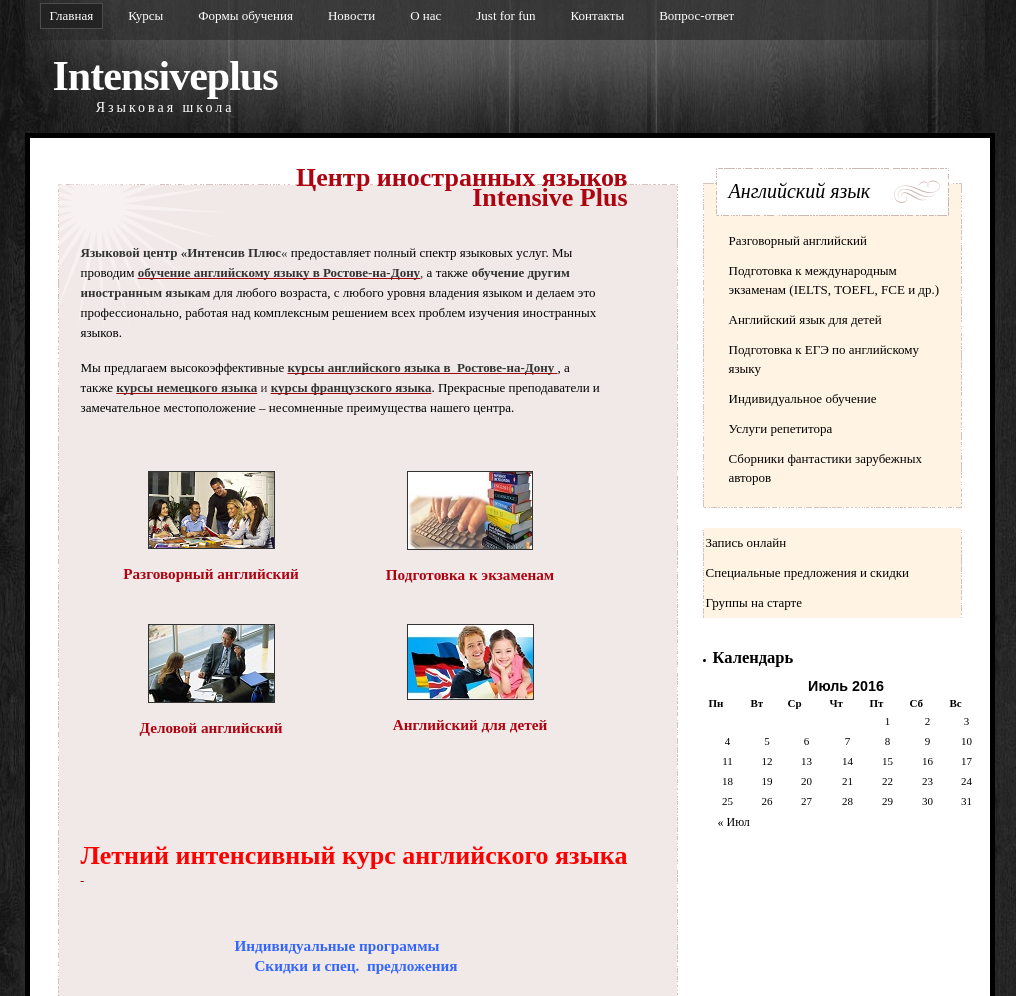 Главная Курсы Формы обучения Новости О нас Just for fun Контакты Вопрос-ответ
Intensiveplus
Языковая школа
Центр иностранных языков
Intensive Plus
Языковой центр «Интенсив Плюс« предоставляет полный спектр языковых услуг. Мы
проводим обучение английскому языку в Ростове-на-Дону, а также обучение другим
иностранным языкам для любого возраста, с любого уровня владения языком и делаем это
профессионально, работая над комплексным решением всех проблем изучения иностранных
языков.
Мы предлагаем высокоэффективные курсы английского языка в  Ростове-на-Дону , а
также курсы немецкого языка и курсы французского языка. Прекрасные преподаватели и
замечательное местоположение – несомненные преимущества нашего центра.
Разговорный английский
Подготовка к экзаменам
Деловой английский
Английский для детей
Летний интенсивный курс английского языка
-
Индивидуальные программы
Скидки и спец.  предложения
Английский язык
Разговорный английский
Подготовка к международным
экзаменам (IELTS, TOEFL, FCE и др.)
Английский язык для детей
Подготовка к ЕГЭ по английскому
языку
Индивидуальное обучение
Услуги репетитора
Сборники фантастики зарубежных
авторов
Запись онлайн
Специальные предложения и скидки
Группы на старте
Календарь
Июль 2016
Пн Вт Ср Чт Пт Сб Вс
1 2 3
4 5 6 7 8 9 10
11 12 13 14 15 16 17
18 19 20 21 22 23 24
25 26 27 28 29 30 31
« Июл